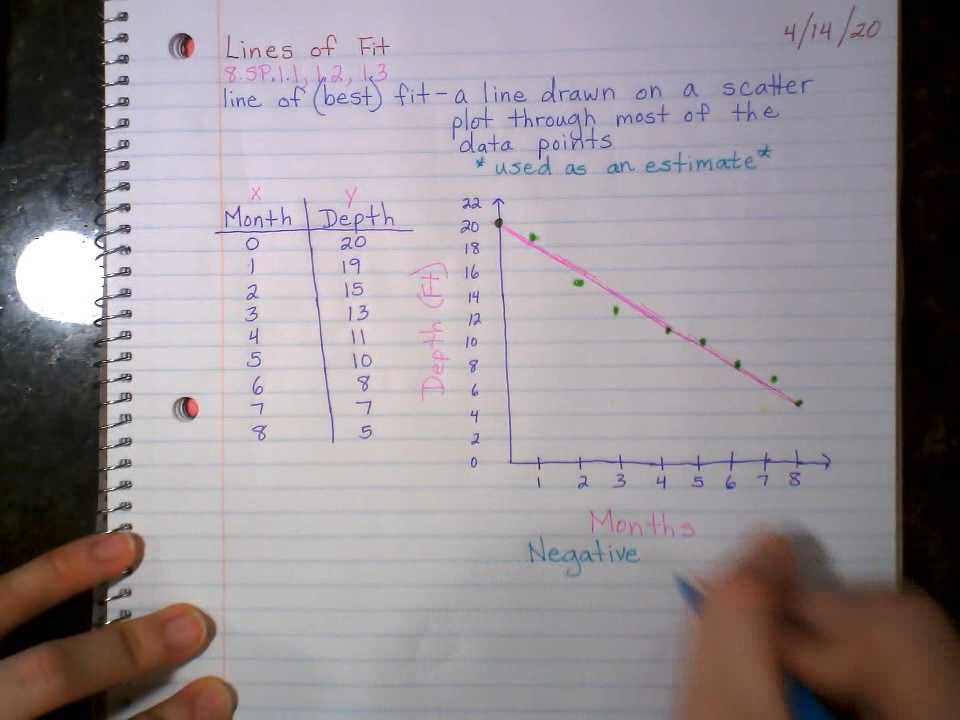 4/14/20
Lines of Fit
8.SP.1.1, 1.2, 1.3
line of (best) fit - a line drawn on a scatter
plot through most of the
data points
*used as an estimate*
X Y
Month Depth
0 20
1 19
2 15
3 13
4 11
5 10
6 8
7 7
8 5
Depth (Ft)
22
20
18
16
14
12
10
8
6
4
2
0
1 2 3 4 5 6 7 8
Months
Negative